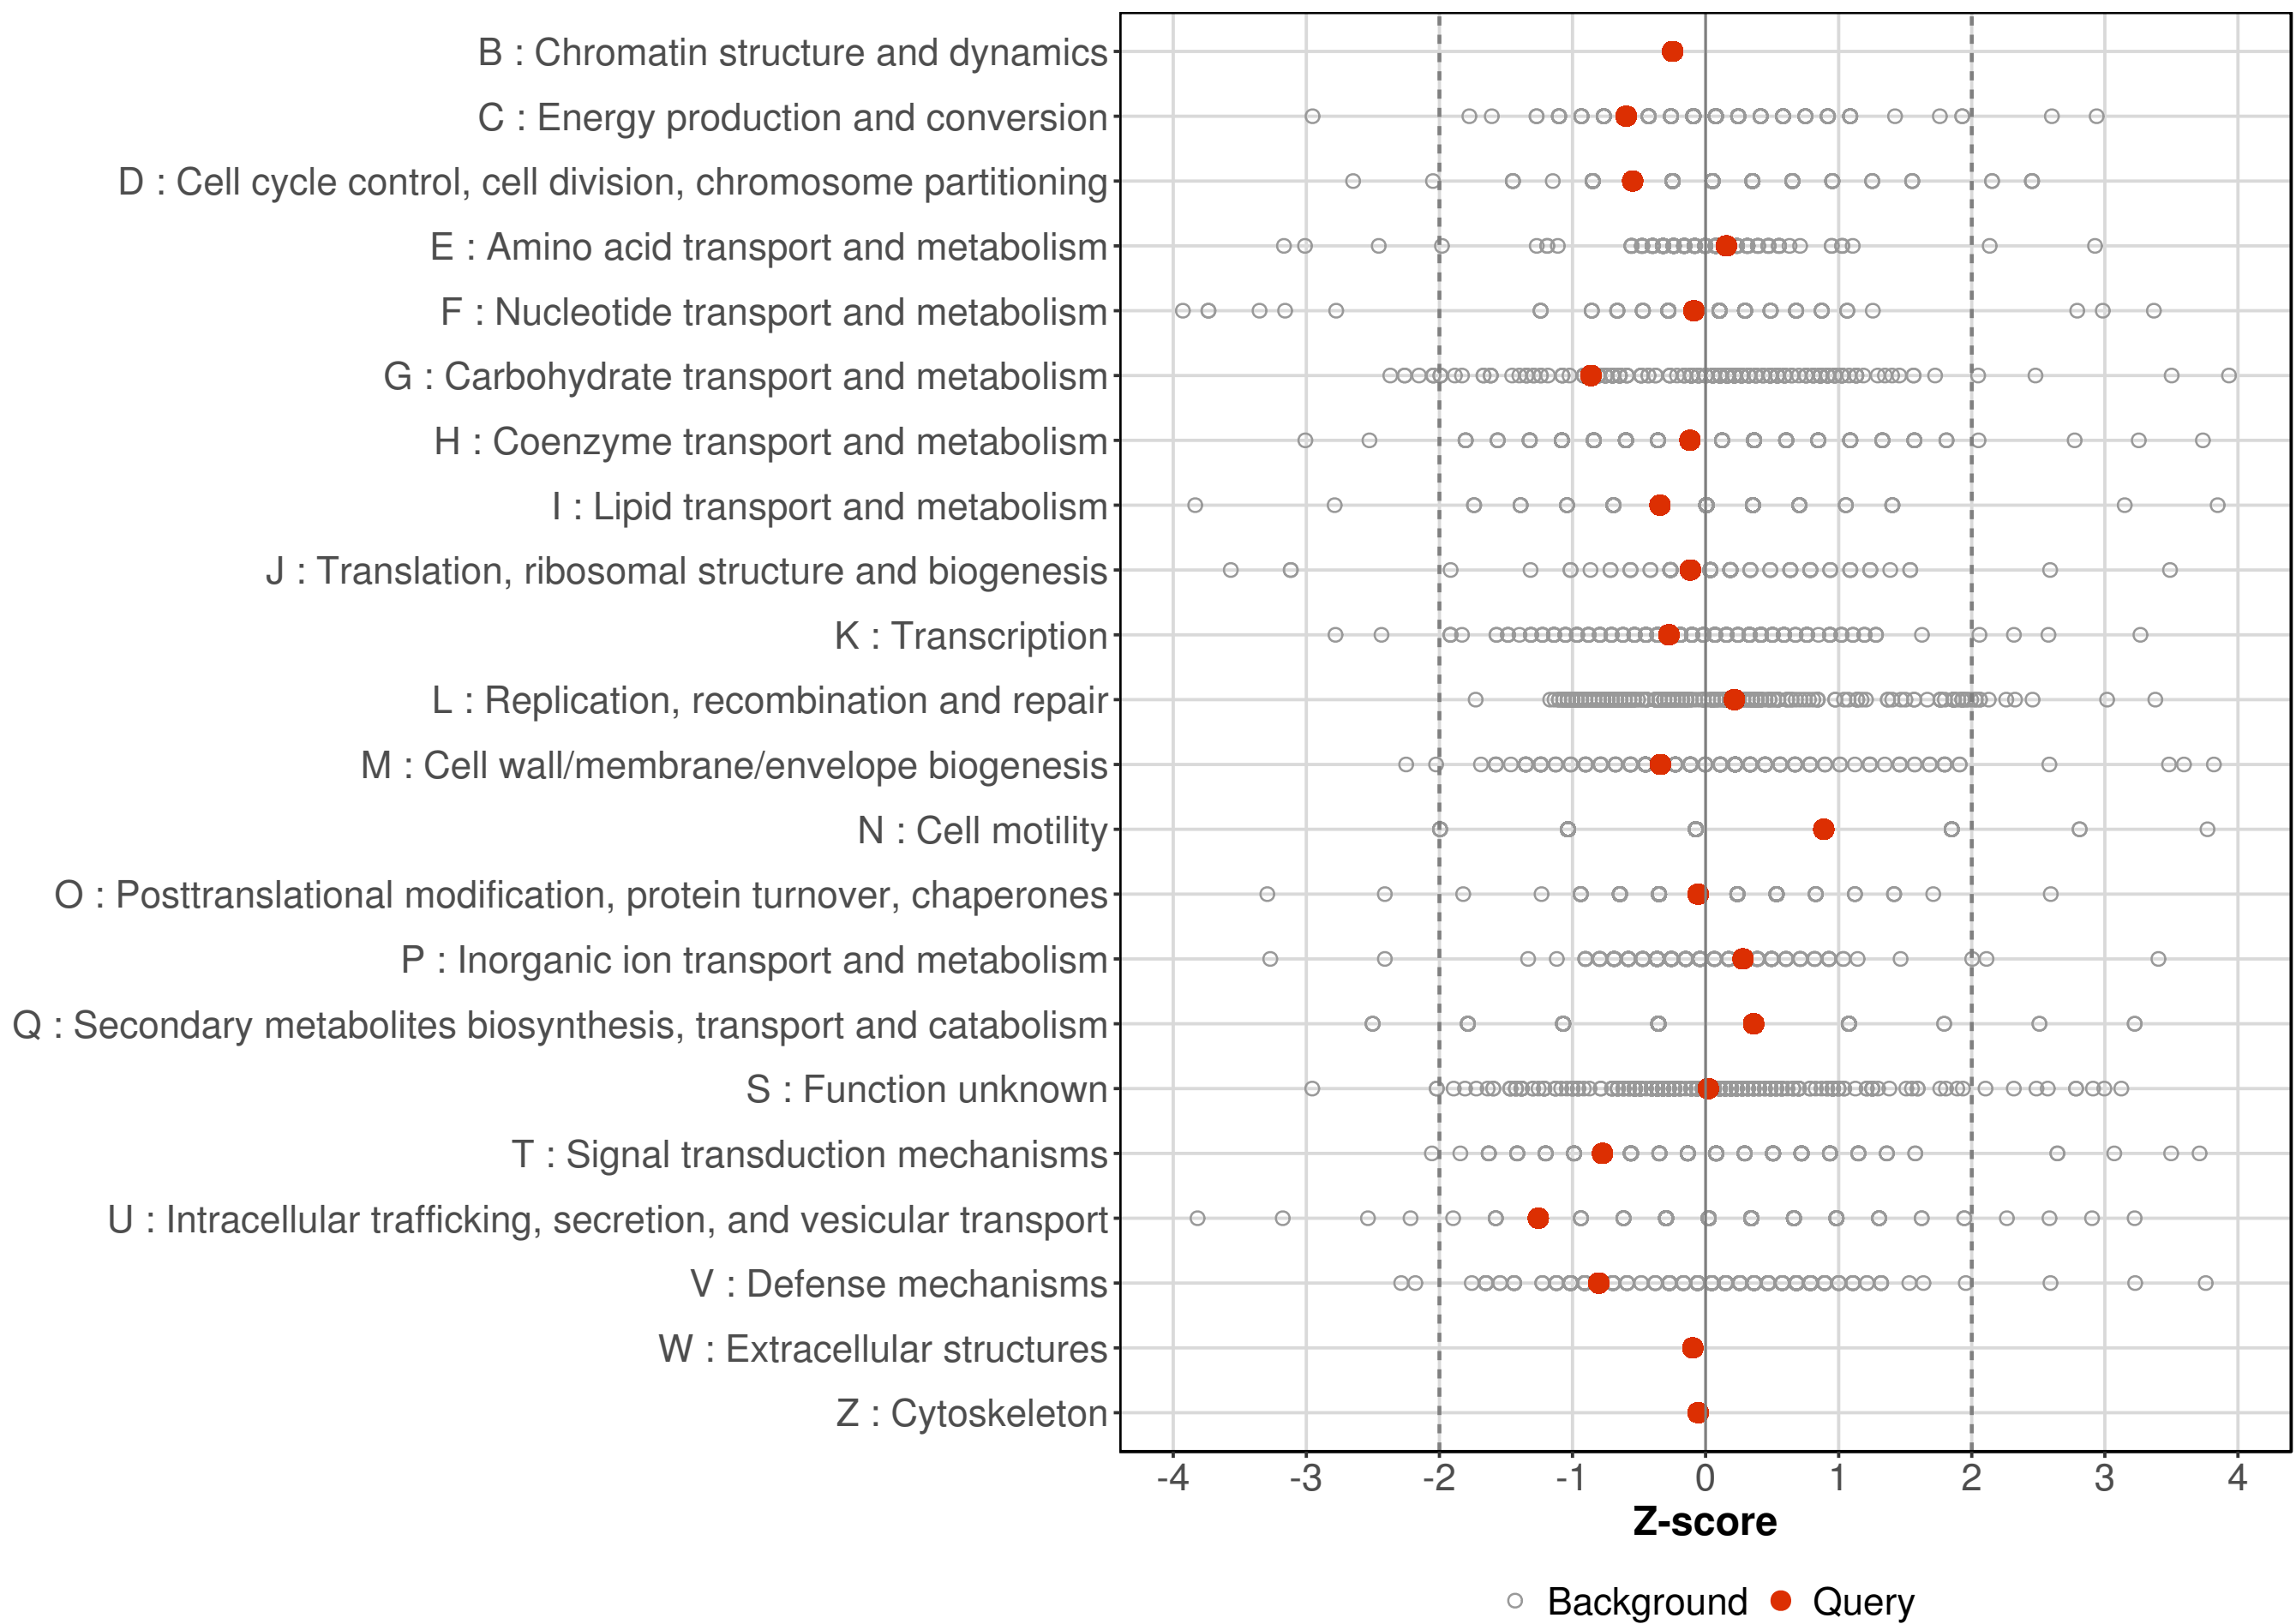 B : Chromatin structure and dynamics
C : Energy production and conversion
D : Cell cycle control, cell division, chromosome partitioning
E : Amino acid transport and metabolism
F : Nucleotide transport and metabolism
G : Carbohydrate transport and metabolism
H : Coenzyme transport and metabolism
I : Lipid transport and metabolism
J : Translation, ribosomal structure and biogenesis
K : Transcription
L : Replication, recombination and repair
M : Cell wall/membrane/envelope biogenesis
N : Cell motility
O : Posttranslational modification, protein turnover, chaperones
P : Inorganic ion transport and metabolism
Q : Secondary metabolites biosynthesis, transport and catabolism
S : Function unknown
T : Signal transduction mechanisms
U : Intracellular trafficking, secretion, and vesicular transport
V : Defense mechanisms
W : Extracellular structures
Z : Cytoskeleton
-4 -3 -2 -1 0 1 2 3 4
Z-score
Background Query